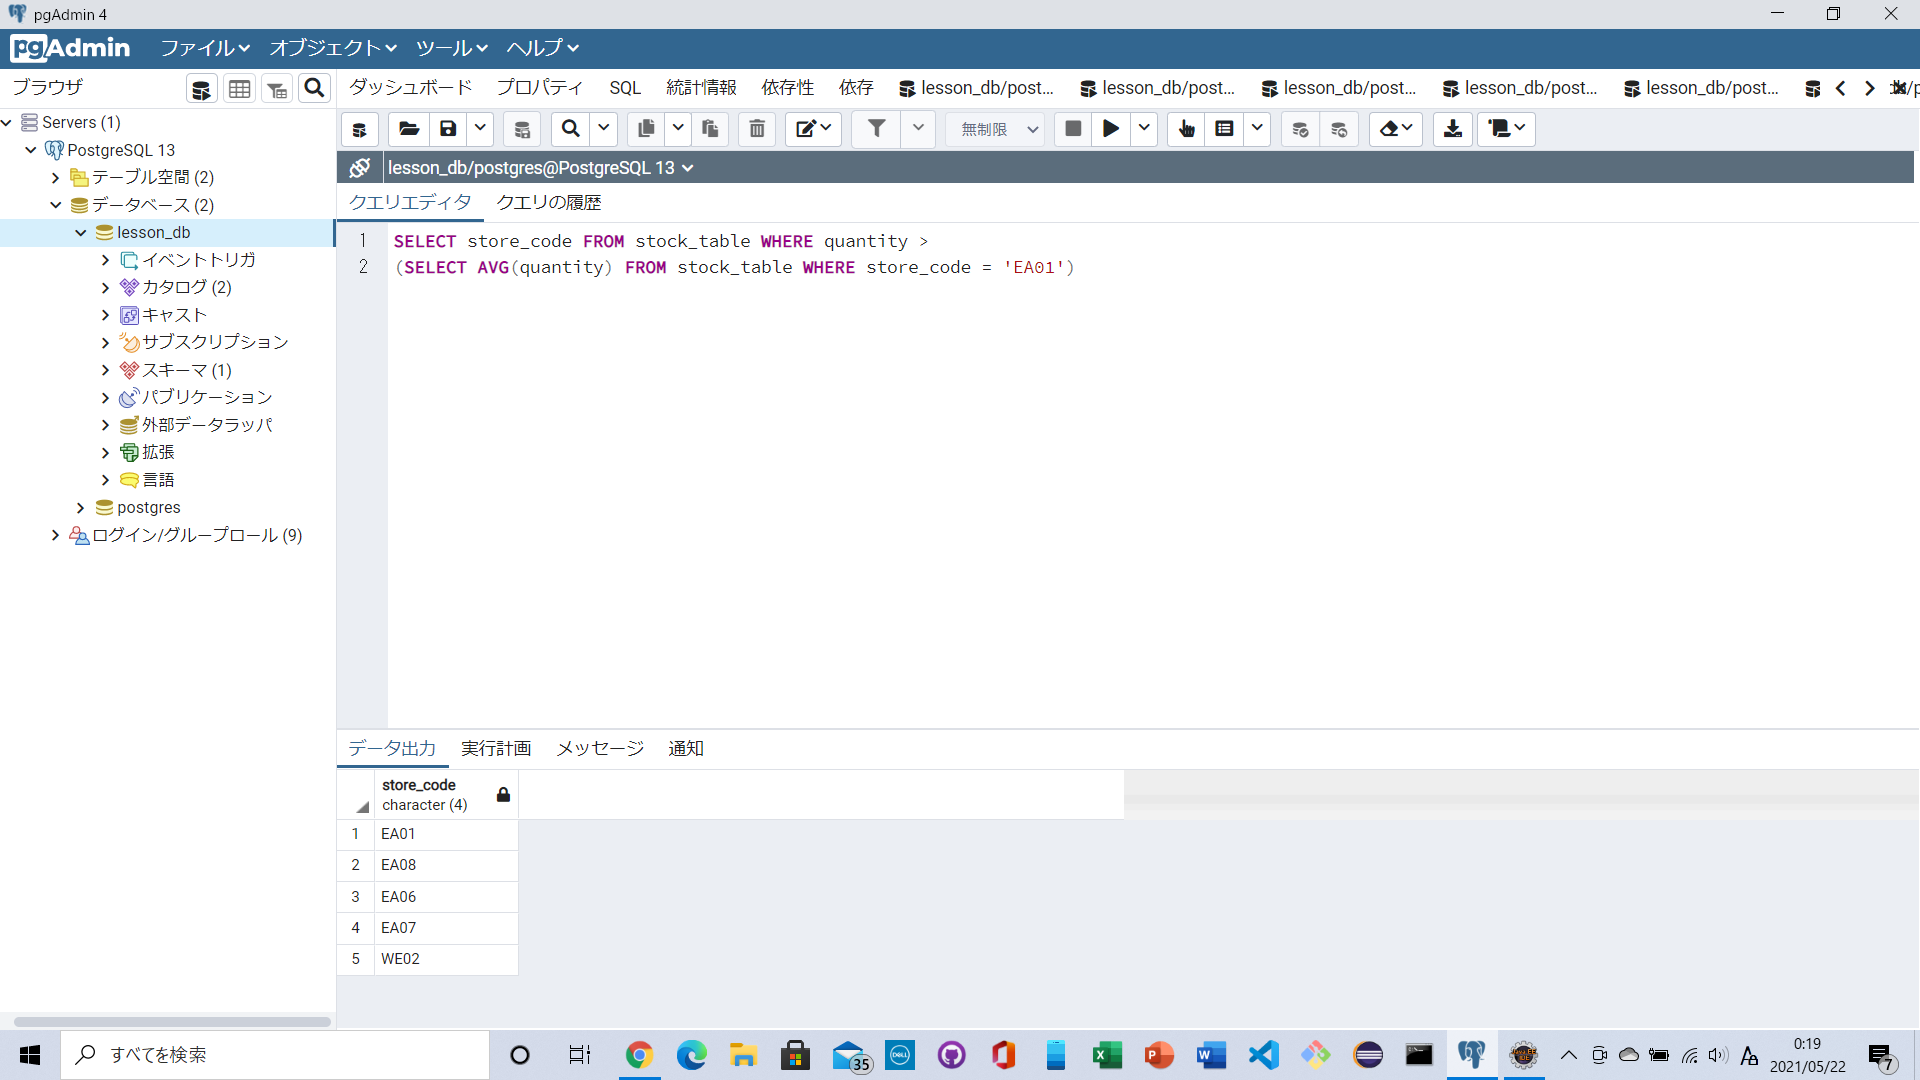 pgAdmin 4
pgAdmin ファイル オブジェクト ツール ヘルプ
ブラウザ
ダッシュボード プロパティ SQL 統計情報 依存性 依存 lesson_db/post... lesson_db/post... lesson_db/post... lesson_db/post... lesson_db/post...
Servers (1)
PostgreSQL 13
テーブル空間 (2)
データベース (2)
lesson_db
イベントトリガ
カタログ (2)
キャスト
サブスクリプション
スキーマ (1)
パブリケーション
外部データラッパ
拡張
言語
postgres
ログイン/グループロール (9)
無制限
lesson_db/postgres@PostgreSQL 13
クエリエディタ クエリの履歴
1 SELECT store_code FROM stock_table WHERE quantity >
2 (SELECT AVG(quantity) FROM stock_table WHERE store_code = 'EA01')
データ出力 実行計画 メッセージ 通知
store_code
character (4)
1 EA01
2 EA08
3 EA06
4 EA07
5 WE02
すべてを検索
35
DELL
0:19
2021/05/22
7